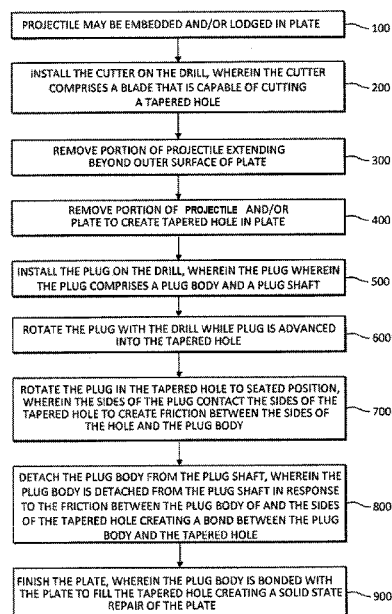 PROJECTILE MAY BE EMBEDDED AND/OR LODGED IN PLATE
100
INSTALL THE CUTTER ON THE DRILL, WHEREIN THE CUTTER
COMPRISES A BLADE THAT IS CAPABLE OF CUTTING
A TAPERED HOLE
200
REMOVE PORTION OF PROJECTILE EXTENDING
BEYOND OUTER SURFACE OF PLATE
300
REMOVE PORTION OF PROJECTILE AND/OR
PLATE TO CREATE TAPERED HOLE IN PLATE
400
INSTALL THE PLUG ON THE DRILL, WHEREIN THE PLUG WHEREIN
THE PLUG COMPRISES A PLUG BODY AND A PLUG SHAFT
500
ROTATE THE PLUG WITH THE DRILL WHILE PLUG IS ADVANCED
INTO THE TAPERED HOLE
600
ROTATE THE PLUG IN THE TAPERED HOLE TO SEATED POSITION,
WHEREIN THE SIDES OF THE PLUG CONTACT THE SIDES OF THE
TAPERED HOLE TO CREATE FRICTION BETWEEN THE SIDES OF
THE HOLE AND THE PLUG BODY
700
DETACH THE PLUG BODY FROM THE PLUG SHAFT, WHEREIN
THE PLUG BODY IS DETACHED FROM THE PLUG SHAFT IN RESPONSE
TO THE FRICTION BETWEEN THE PLUG BODY OF AND THE SIDES
OF THE TAPERED HOLE CREATING A BOND BETWEEN THE PLUG
BODY AND THE TAPERED HOLE
800
FINISH THE PLATE, WHEREIN THE PLUG BODY IS BONDED WITH
THE PLATE TO FILL THE TAPERED HOLE CREATING A SOLID STATE
REPAIR OF THE PLATE
900